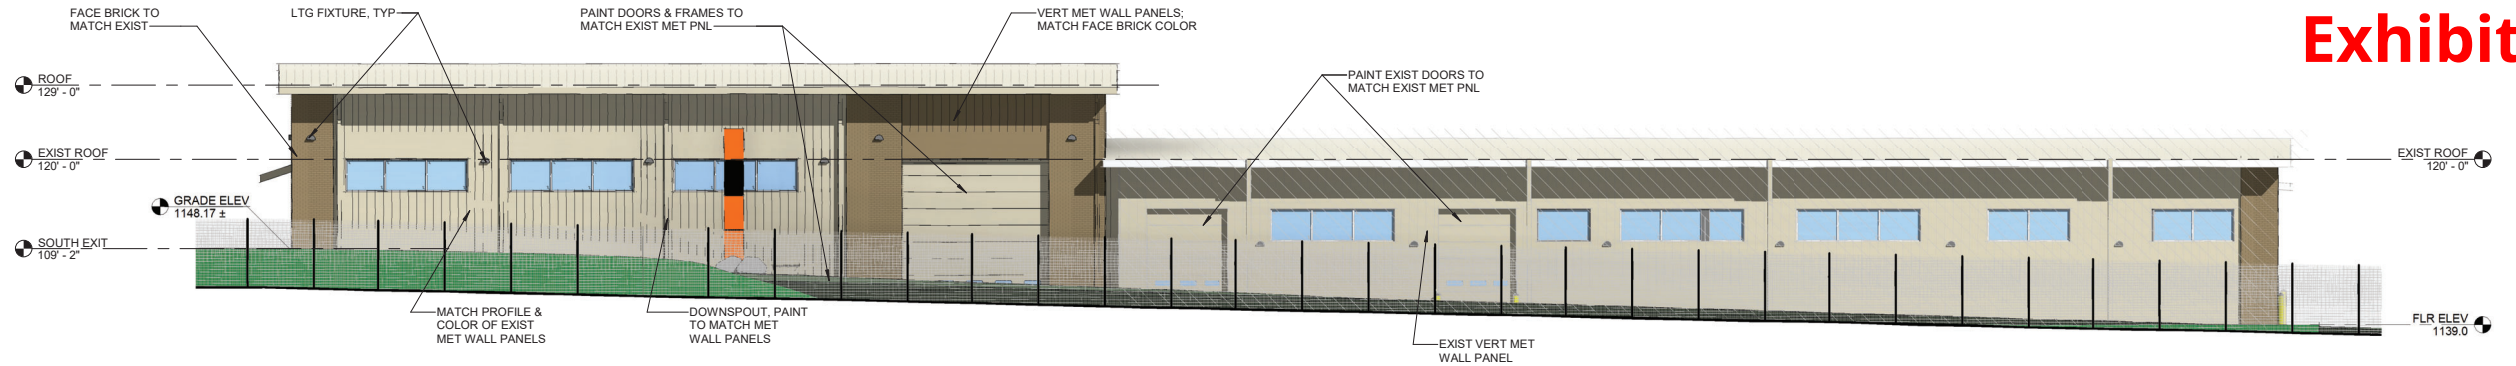 FACE BRICK TO
MATCH EXIST
LTG FIXTURE, TYP
PAINT DOORS & FRAMES TO
MATCH EXIST MET PNL
VERT MET WALL PANELS;
MATCH FACE BRICK COLOR
Exhibit
ROOF
129' - 0"
PAINT EXIST DOORS TO
MATCH EXIST MET PNL
EXIST ROOF
120' - 0"
EXIST ROOF
120' - 0"
GRADE ELEV
1148.17 ±
SOUTH EXIT
109' - 2"
MATCH PROFILE &
COLOR OF EXIST
MET WALL PANELS
DOWNSPOUT, PAINT
TO MATCH MET
WALL PANELS
EXIST VERT MET
WALL PANEL
FLR ELEV
1139.0